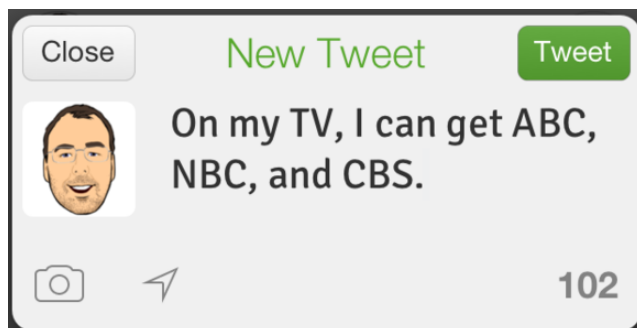 Close New Tweet Tweet
On my TV, I can get ABC,
NBC, and CBS.
102